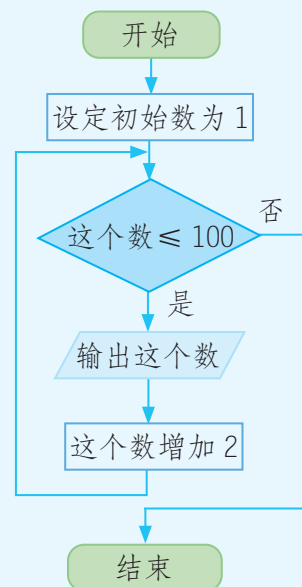 开始
设定初始数为 1
这个数≤ 100
否
是
输出这个数
这个数增加 2
结束